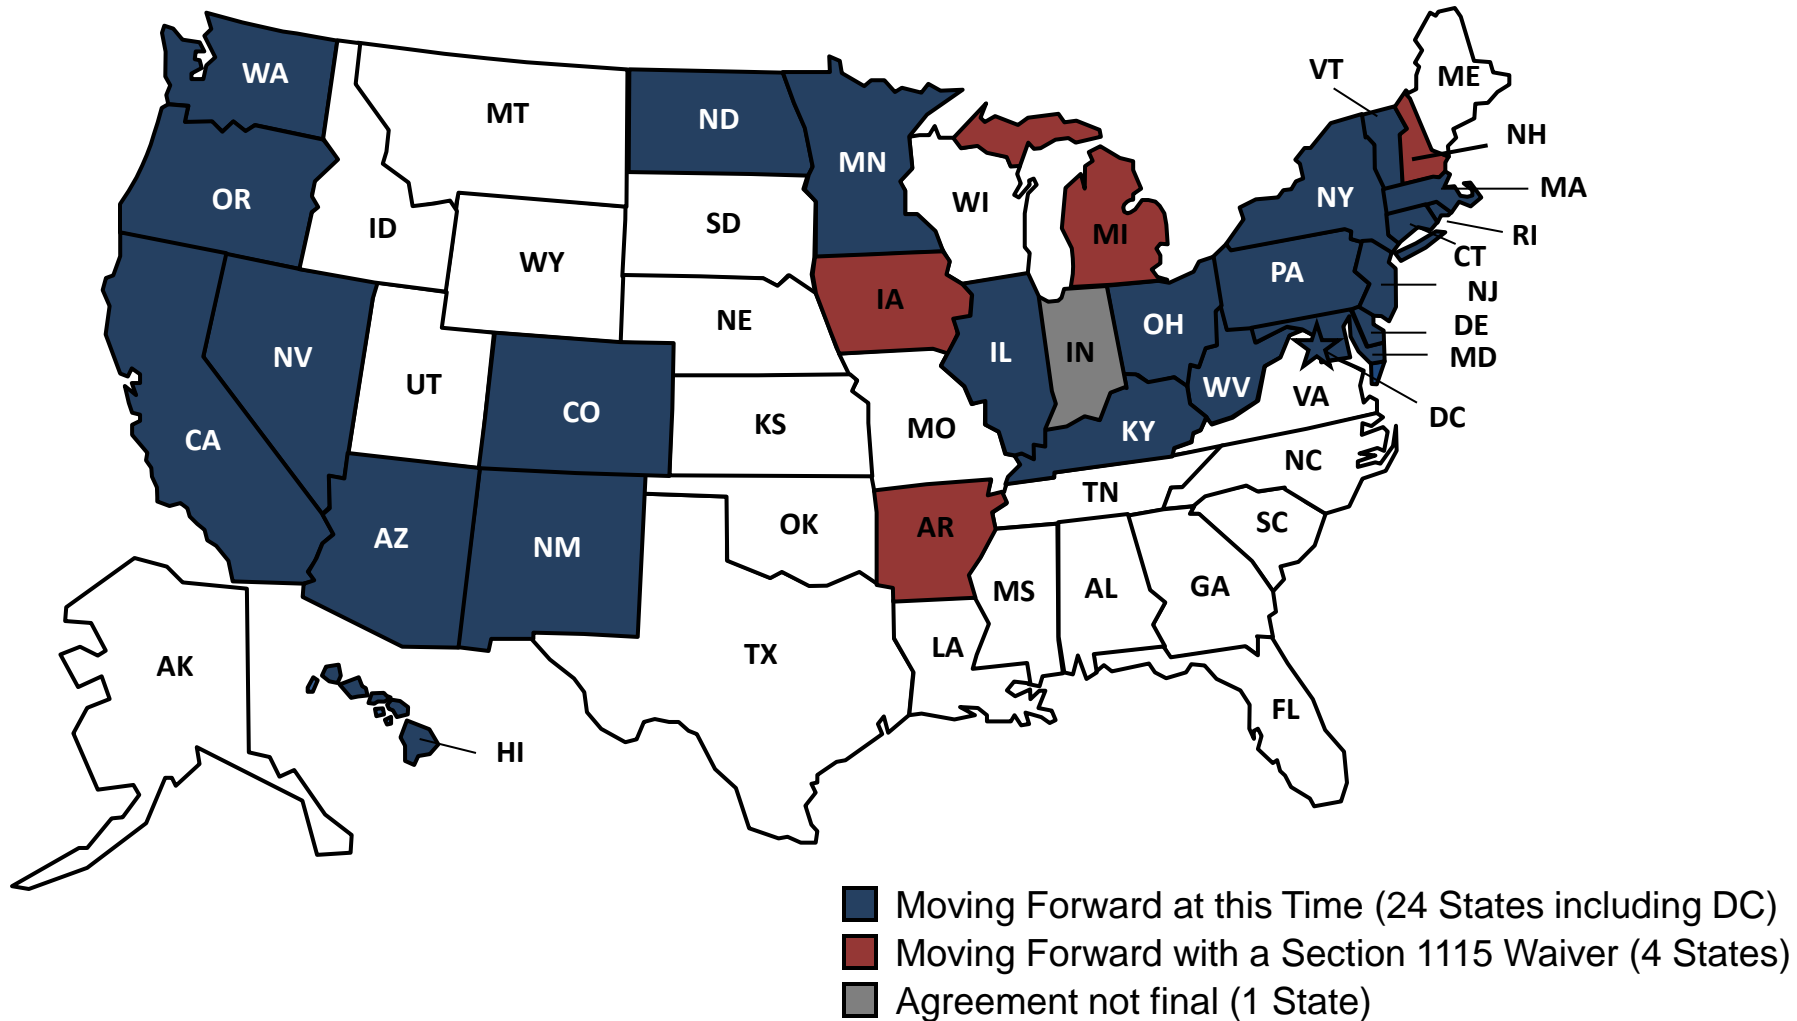 VT
ME
WA
MT
ND
NH
MN
MA
OR
NY
WI
ID
SD
RI
MI
CT
WY
PA
NJ
IA
NE
OH
DE
NV
IL
IN
MD
UT
WV
VA
CO
DC
KS
MO
KY
CA
NC
TN
OK
SC
AR
AZ
NM
MS
AL
GA
LA
TX
AK
FL
HI
Moving Forward at this Time (24 States including DC)
Moving Forward with a Section 1115 Waiver (4 States)
Agreement not final (1 State)